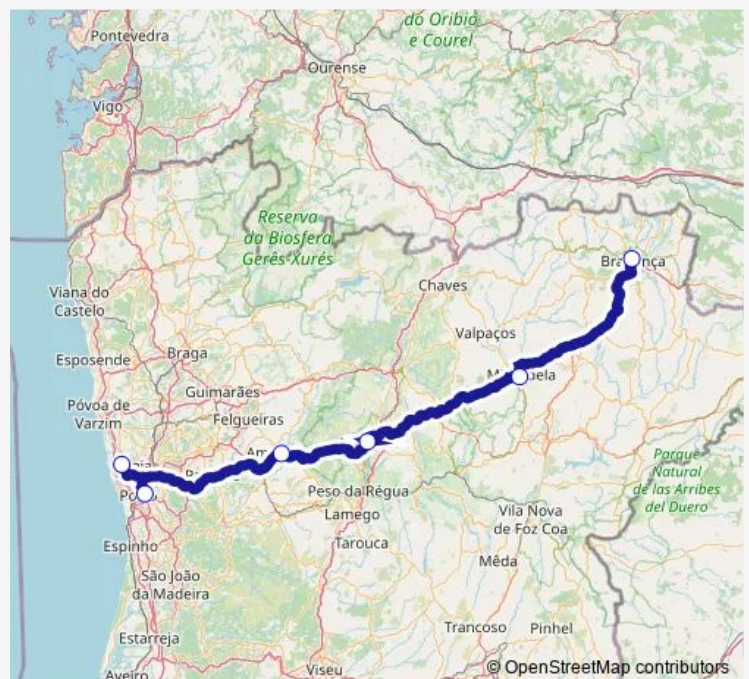 do Oribio
e Courel
Pontevedra
Ourense
Vigo
Reserva
da Biosfera
Gerês-Xurés
Chaves
Viana do
Castelo
Valpaços
Esposende
Braga
Guimarães
Póvoa de
Varzim
Felgueiras
Peso da Régua
Lamego
Parque
Natural
de las Arribes
del Duero
Vila Nova
de Foz Coa
Espinho
Tarouca
Mêda
São João
da Madeira
Trancoso
Pinhel
Estarreja
Viseu
Aveiro
© OpenStreetMap contributors